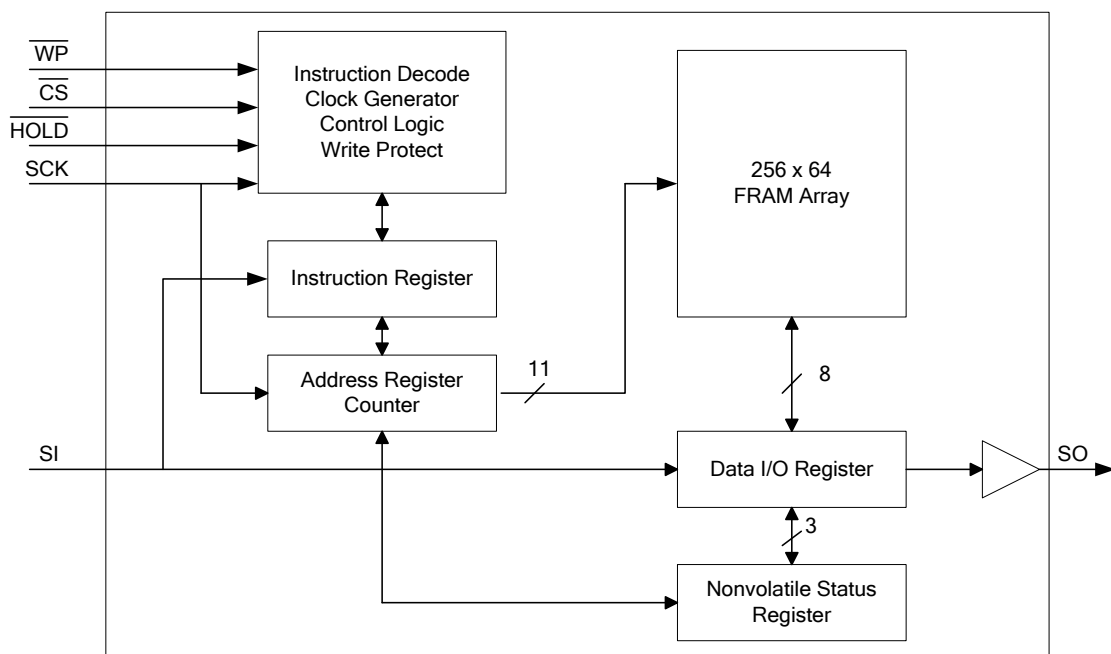 WP
CS
HOLD
SCK
Instruction Decode
Clock Generator
Control Logic
Write Protect
256 x 64
FRAM Array
Instruction Register
Address Register
Counter
11
8
SI
Data I/O Register
SO
3
Nonvolatile Status
Register